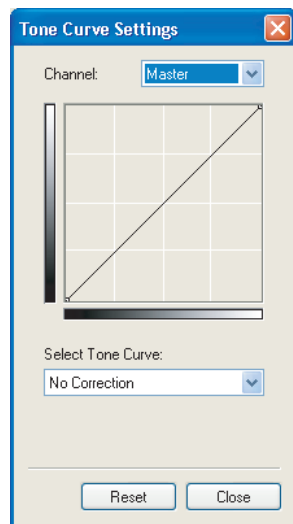 Tone Curve Settings
Channel: Master
Select Tone Curve:
No Correction
Reset Close